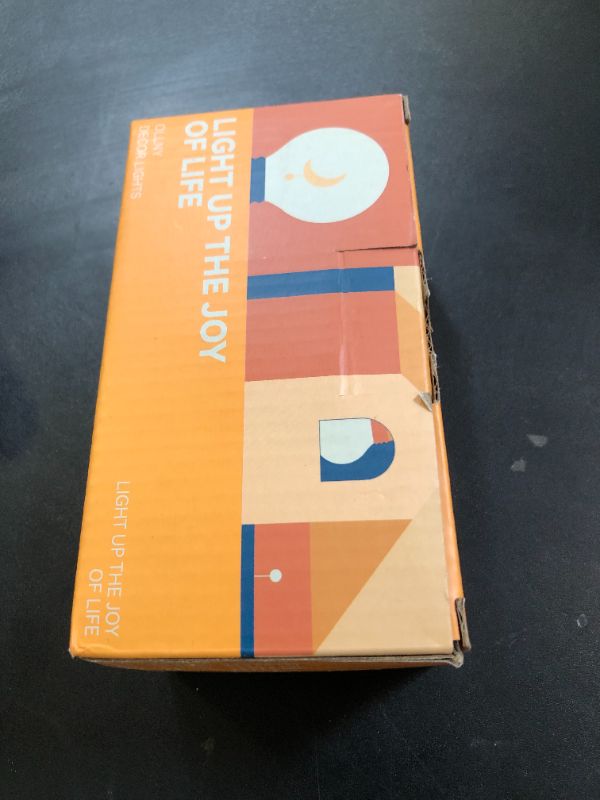 OLLNY
DECOR LIGHTS
LIGHT UP THE JOY
OF LIFE
LIGHT UP THE JOY
OF LIFE